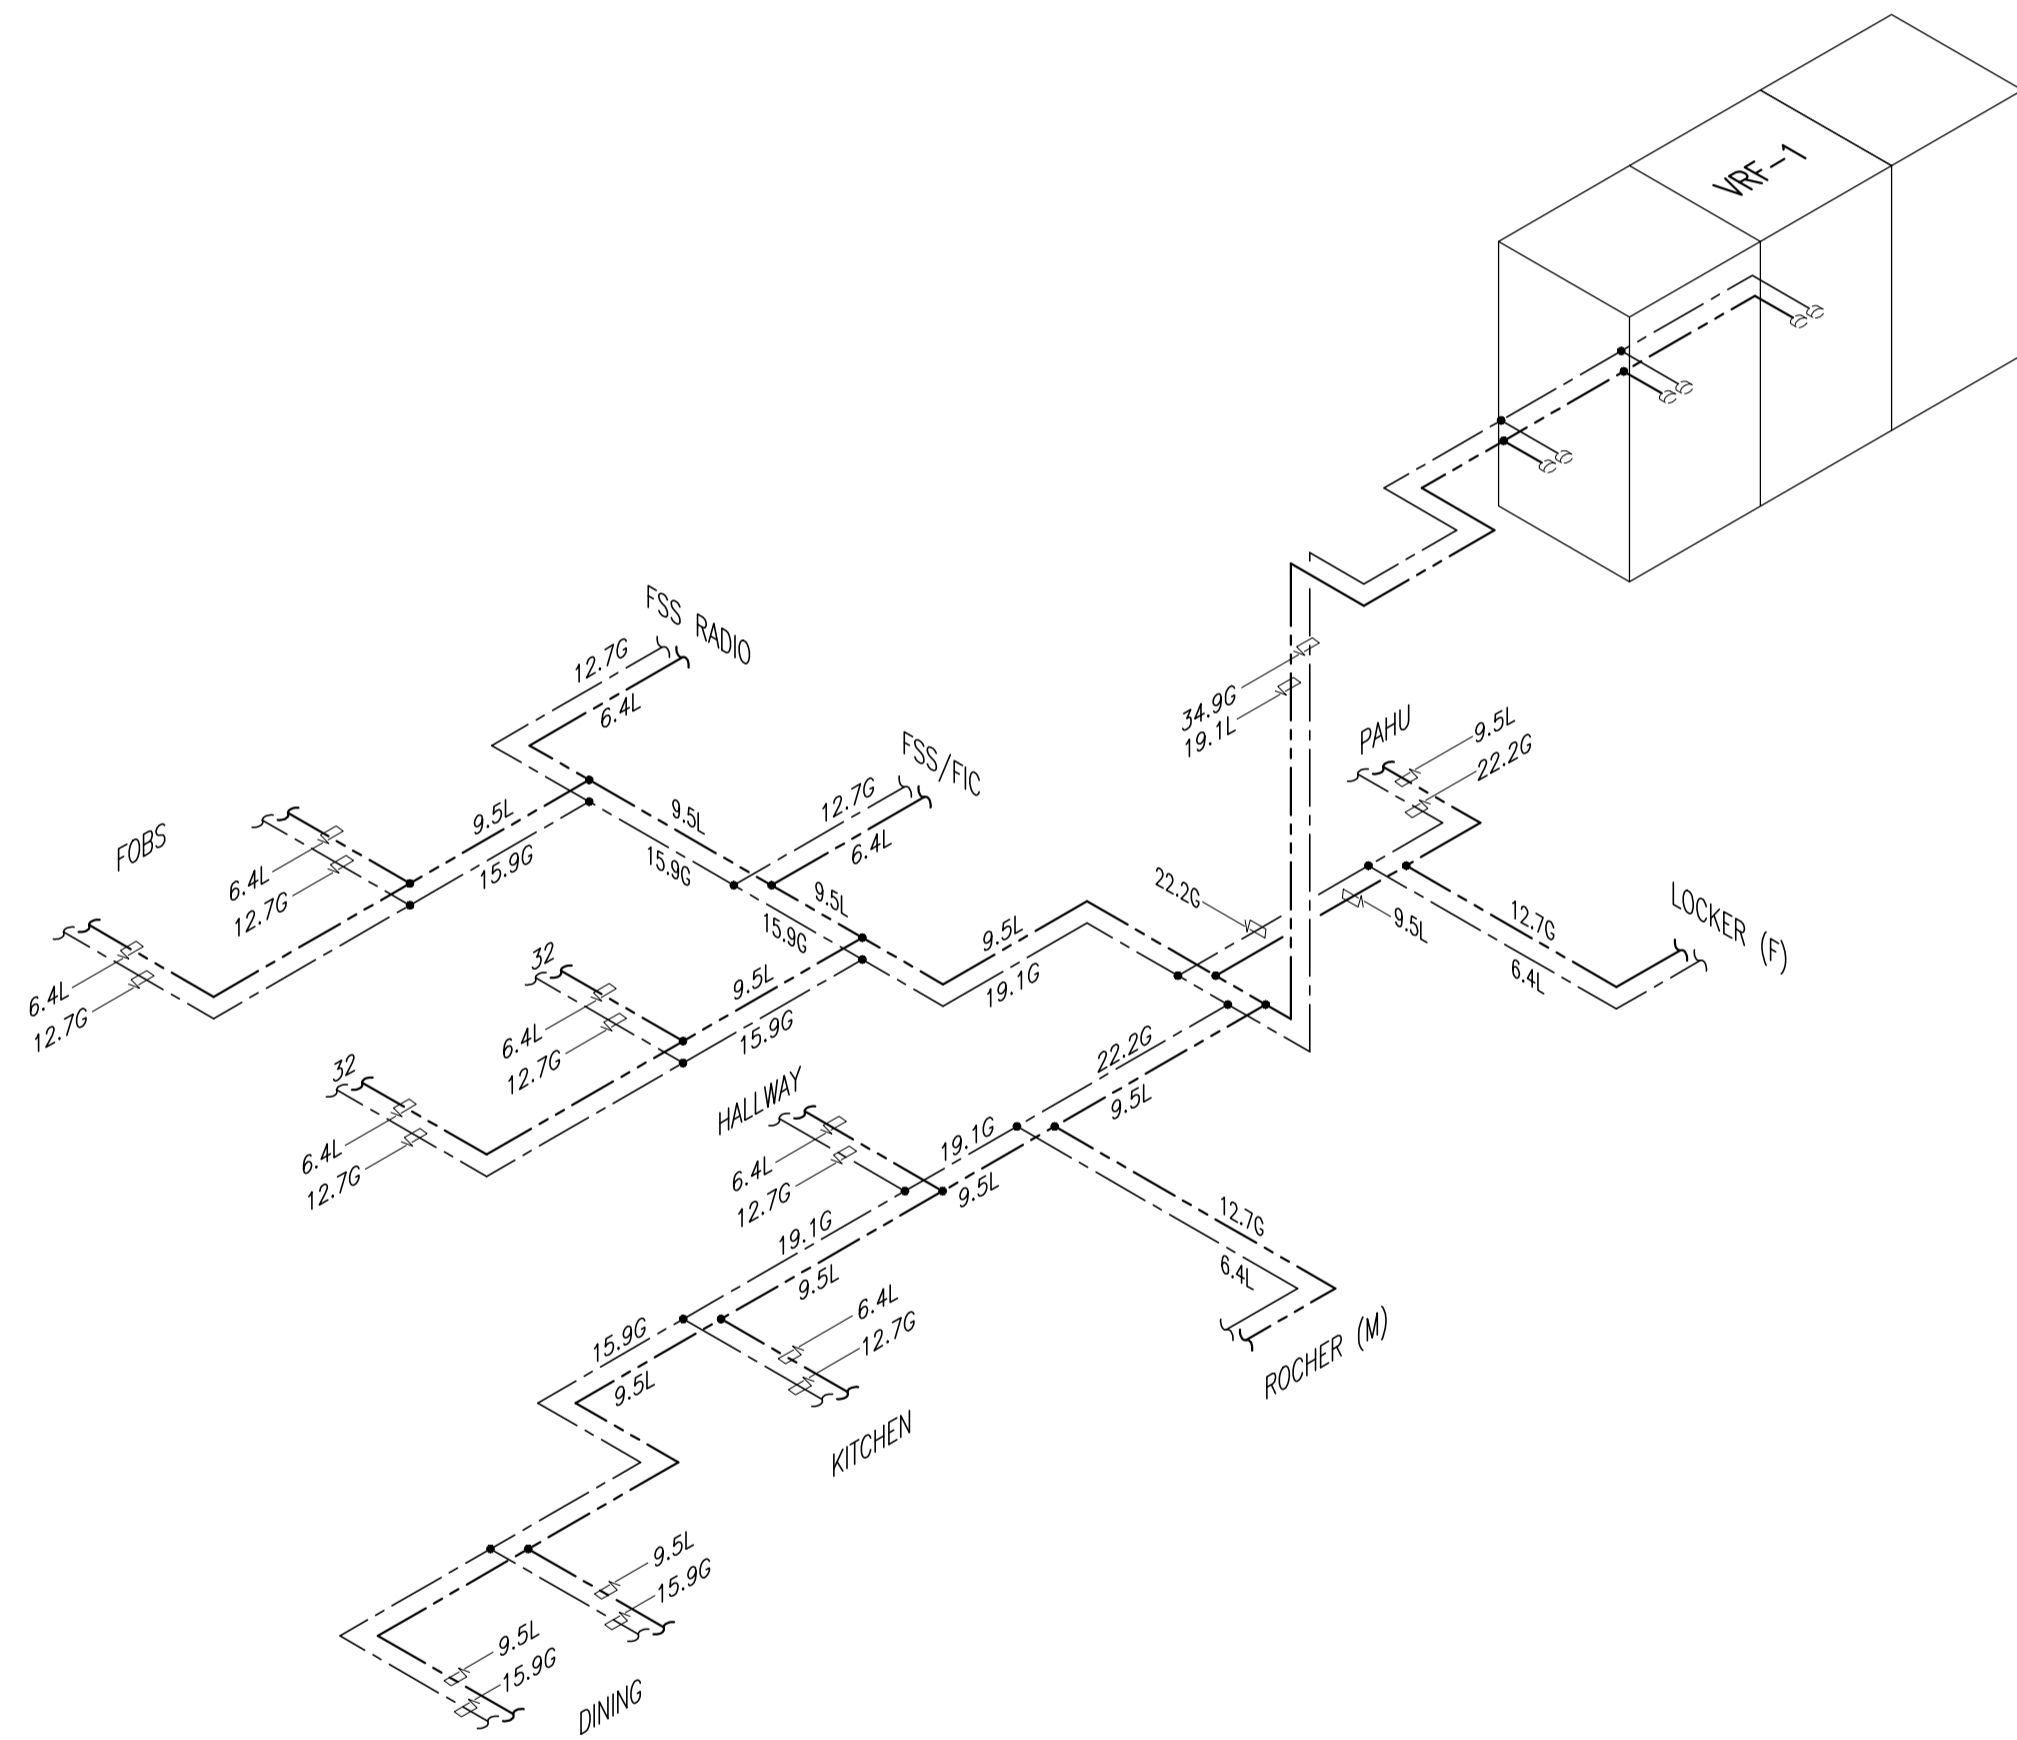 VRF-1
FSS RADIO
12.7G
6.4L
34.9G
19.1L
PAHU
9.5L
22.2G
FSS/FIC
12.7G
6.4L
FOBS
9.5L
15.9G
9.5L
15.9G
6.4L
12.7G
22.2G
9.5L
LOCKER (F)
12.7G
6.4L
9.5L
15.9G
9.5L
19.1G
6.4L
12.7G
32
9.5L
15.9G
6.4L
12.7G
32
6.4L
12.7G
22.2G
9.5L
HALLWAY
6.4L
12.7G
19.1G
9.5L
12.7G
6.4L
19.1G
9.5L
ROCHER (M)
15.9G
9.5L
6.4L
12.7G
KITCHEN
9.5L
15.9G
9.5L
15.9G
DINING